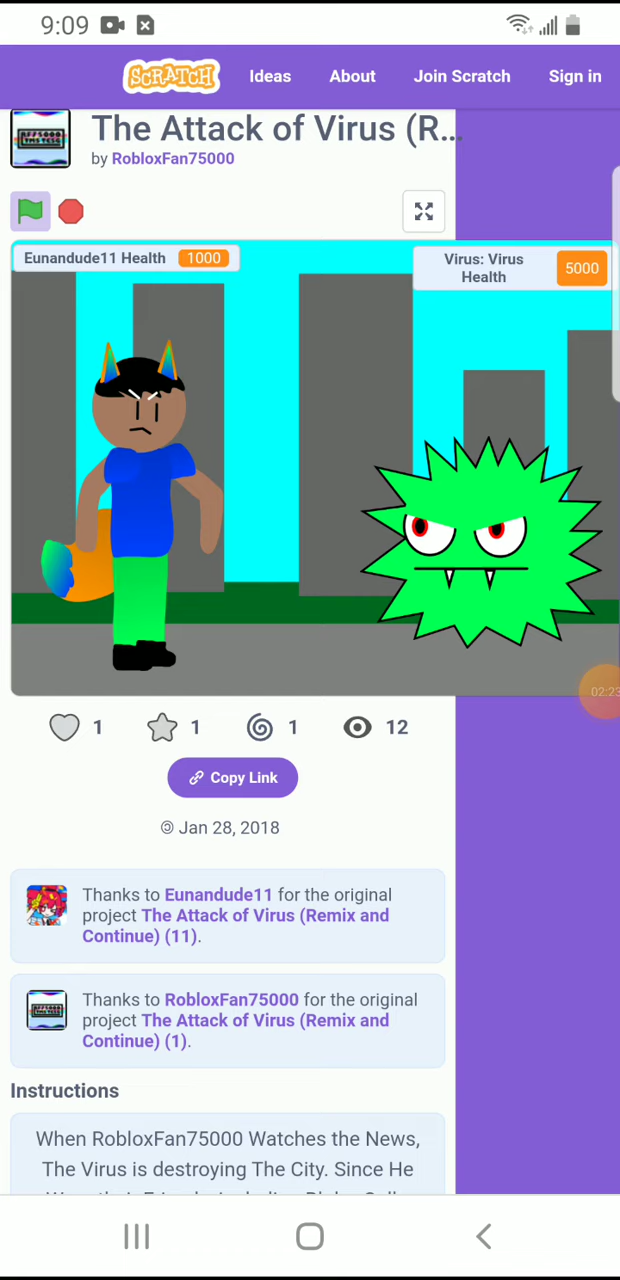 9:09
SCRATCH
Ideas About Join Scratch Sign in
The Attack of Virus (R...
by RobloxFan75000
Eunandude11 Health 1000
Virus: Virus
Health
5000
02:23
1 1 1 12
Copy Link
Jan 28, 2018
Thanks to Eunandude11 for the original
project The Attack of Virus (Remix and
Continue) (11).
Thanks to RobloxFan75000 for the original
project The Attack of Virus (Remix and
Continue) (1).
Instructions
When RobloxFan75000 Watches the News,
The Virus is destroying The City. Since He